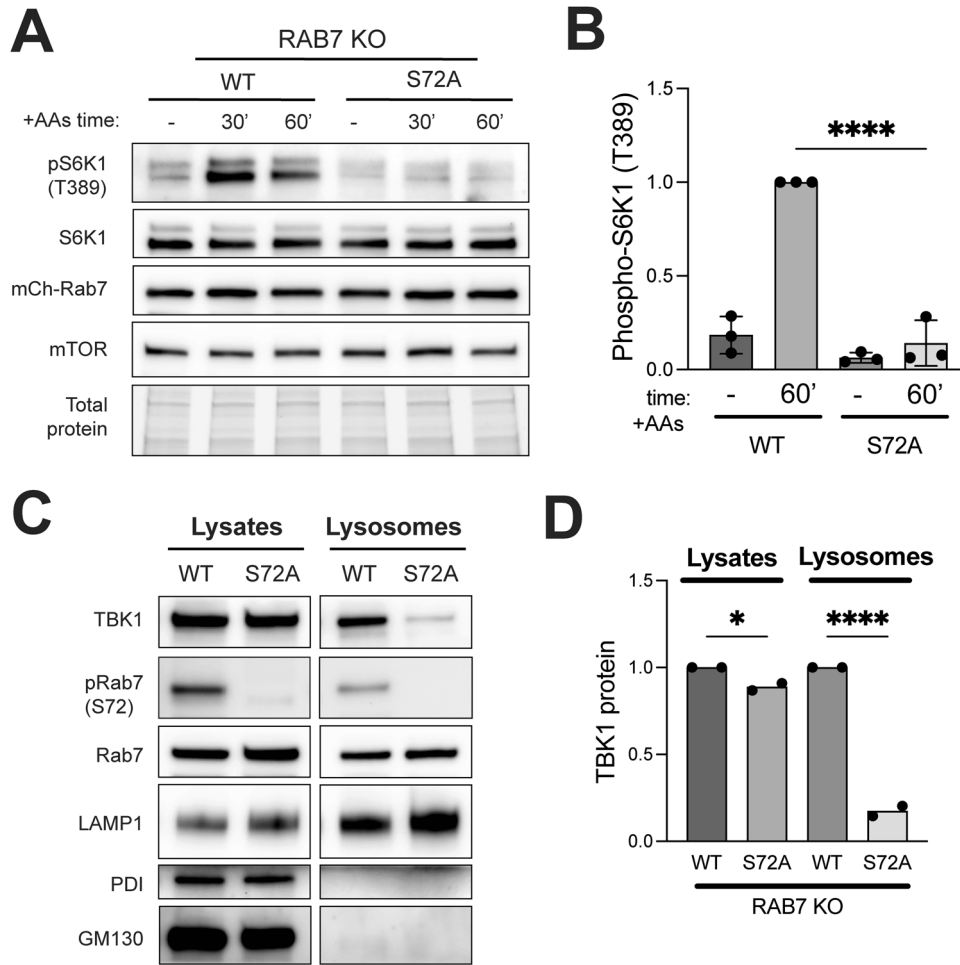 A
RAB7 KO
WT S72A
+AAs time: - 30’ 60’ - 30’ 60’
pS6K1
(T389)
S6K1
mCh-Rab7
mTOR
Total
protein
B
Phospho-S6K1 (T389)
1.5
1.0
0.5
0.0
****
time: - 60’ - 60’
+AAs
WT S72A
C
Lysates Lysosomes
WT S72A WT S72A
TBK1
pRab7
(S72)
Rab7
LAMP1
PDI
GM130
D
Lysates Lysosomes
TBK1 protein
1.5
1.0
0.5
0.0
* ****
WT S72A WT S72A
RAB7 KO